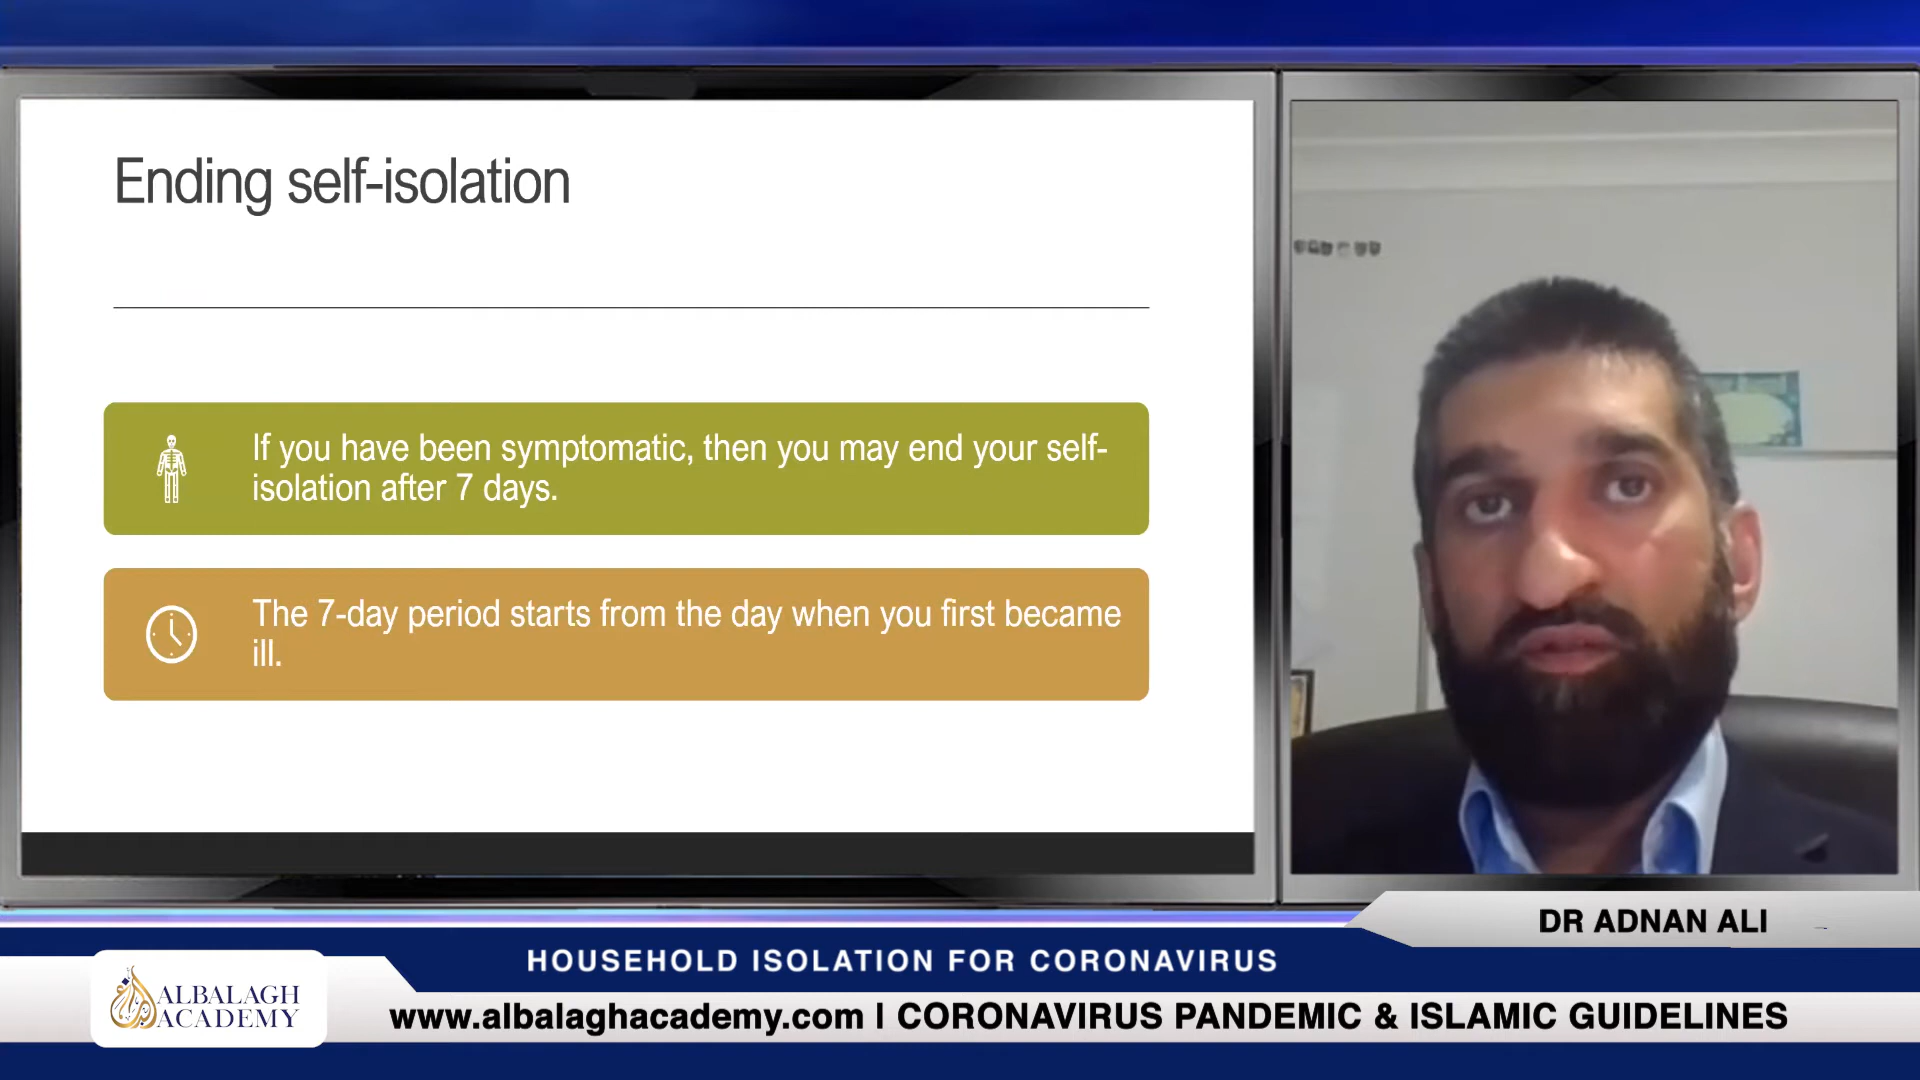 Ending self-isolation
If you have been symptomatic, then you may end your self-
isolation after 7 days.
The 7-day period starts from the day when you first became
ill.
DR ADNAN ALI
HOUSEHOLD ISOLATION FOR CORONAVIRUS
ALBALAGH
ACADEMY
www.albalaghacademy.com | CORONAVIRUS PANDEMIC & ISLAMIC GUIDELINES